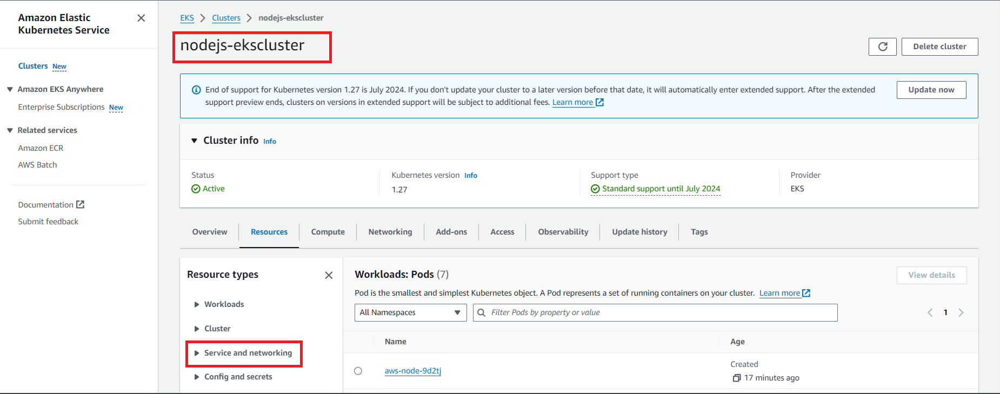 Amazon Elastic
Kubernetes Service
Clusters New
Amazon EKS Anywhere
Enterprise Subscriptions New
Related services
Amazon ECR
AWS Batch
Documentation
Submit feedback
EKS > Clusters > nodejs-ekscluster
nodejs-ekscluster
Delete cluster
End of support for Kubernetes version 1.27 is July 2024. If you don't update your cluster to a later version before that date, it will automatically enter extended support. After the extended
support preview ends, clusters on versions in extended support will be subject to additional fees. Learn more
Update now
Cluster info Info
Status
Active
Kubernetes version Info
1.27
Support type
Standard support until July 2024
Provider
EKS
Overview Resources Compute Networking Add-ons Access Observability Update history Tags
Resource types
Workloads
Cluster
Service and networking
Config and secrets
Workloads: Pods (7)
View details
Pod is the smallest and simplest Kubernetes object. A Pod represents a set of running containers on your cluster. Learn more
All Namespaces
Filter Pods by property or value
1
Name Age
aws-node-9d2tj
Created
17 minutes ago